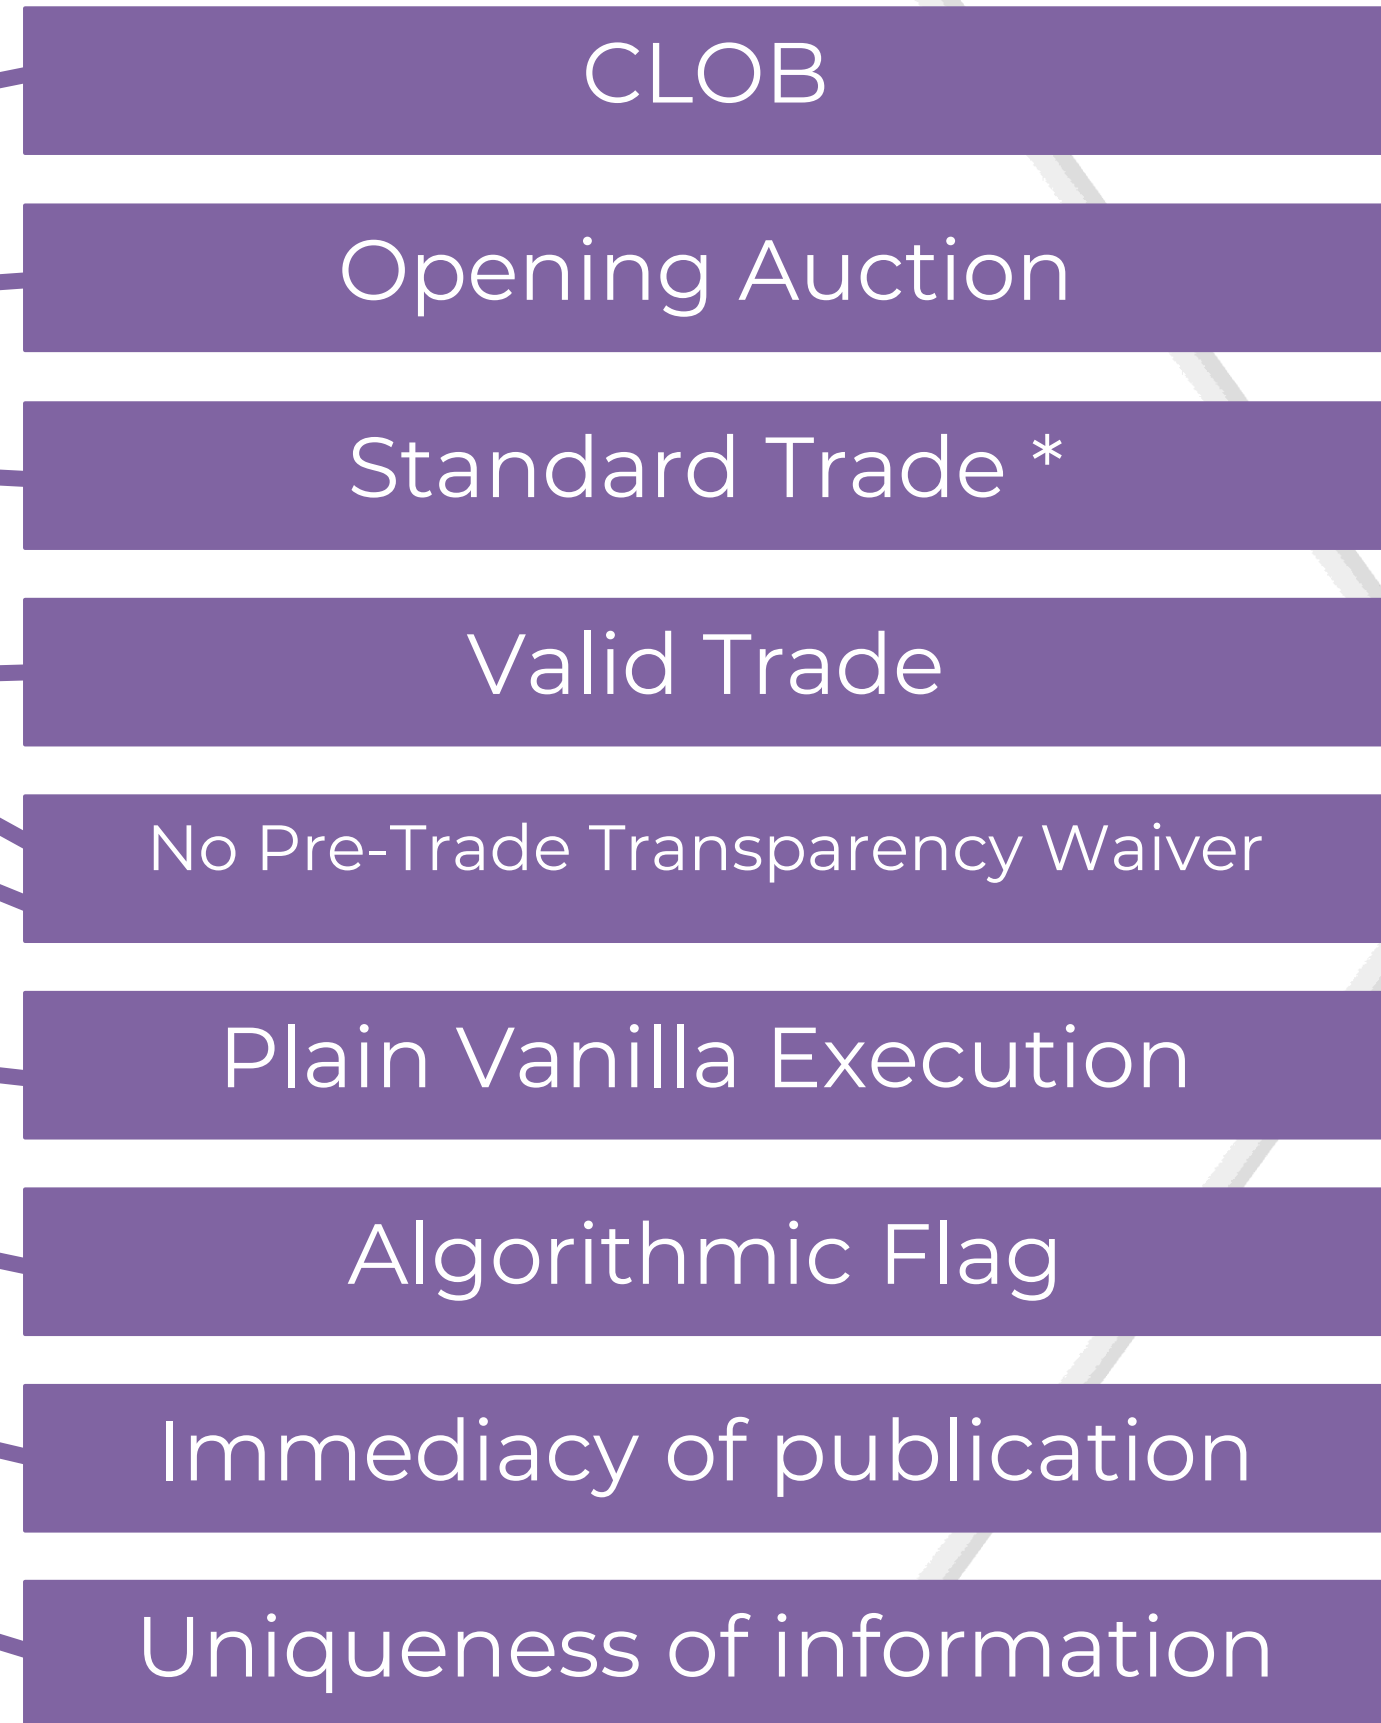 CLOB
Opening Auction
Standard Trade *
Valid Trade
No Pre-Trade Transparency Waiver
Plain Vanilla Execution
Algorithmic Flag
Immediacy of publication
Uniqueness of information